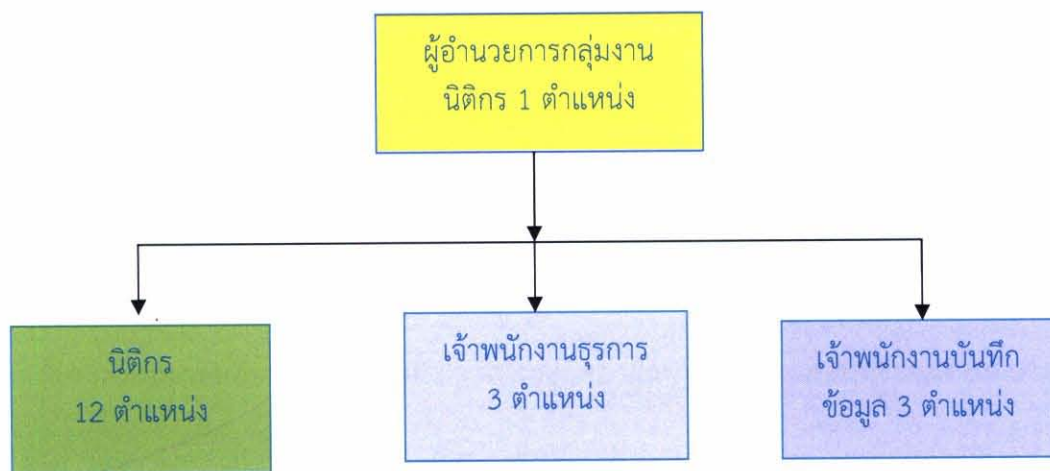 ผู้อำนวยการกลุ่มงาน
นิติกร 1 ตำแหน่ง
นิติกร
12 ตำแหน่ง
เจ้าพนักงานธุรการ
3 ตำแหน่ง
เจ้าพนักงานบันทึก
ข้อมูล 3 ตำแหน่ง